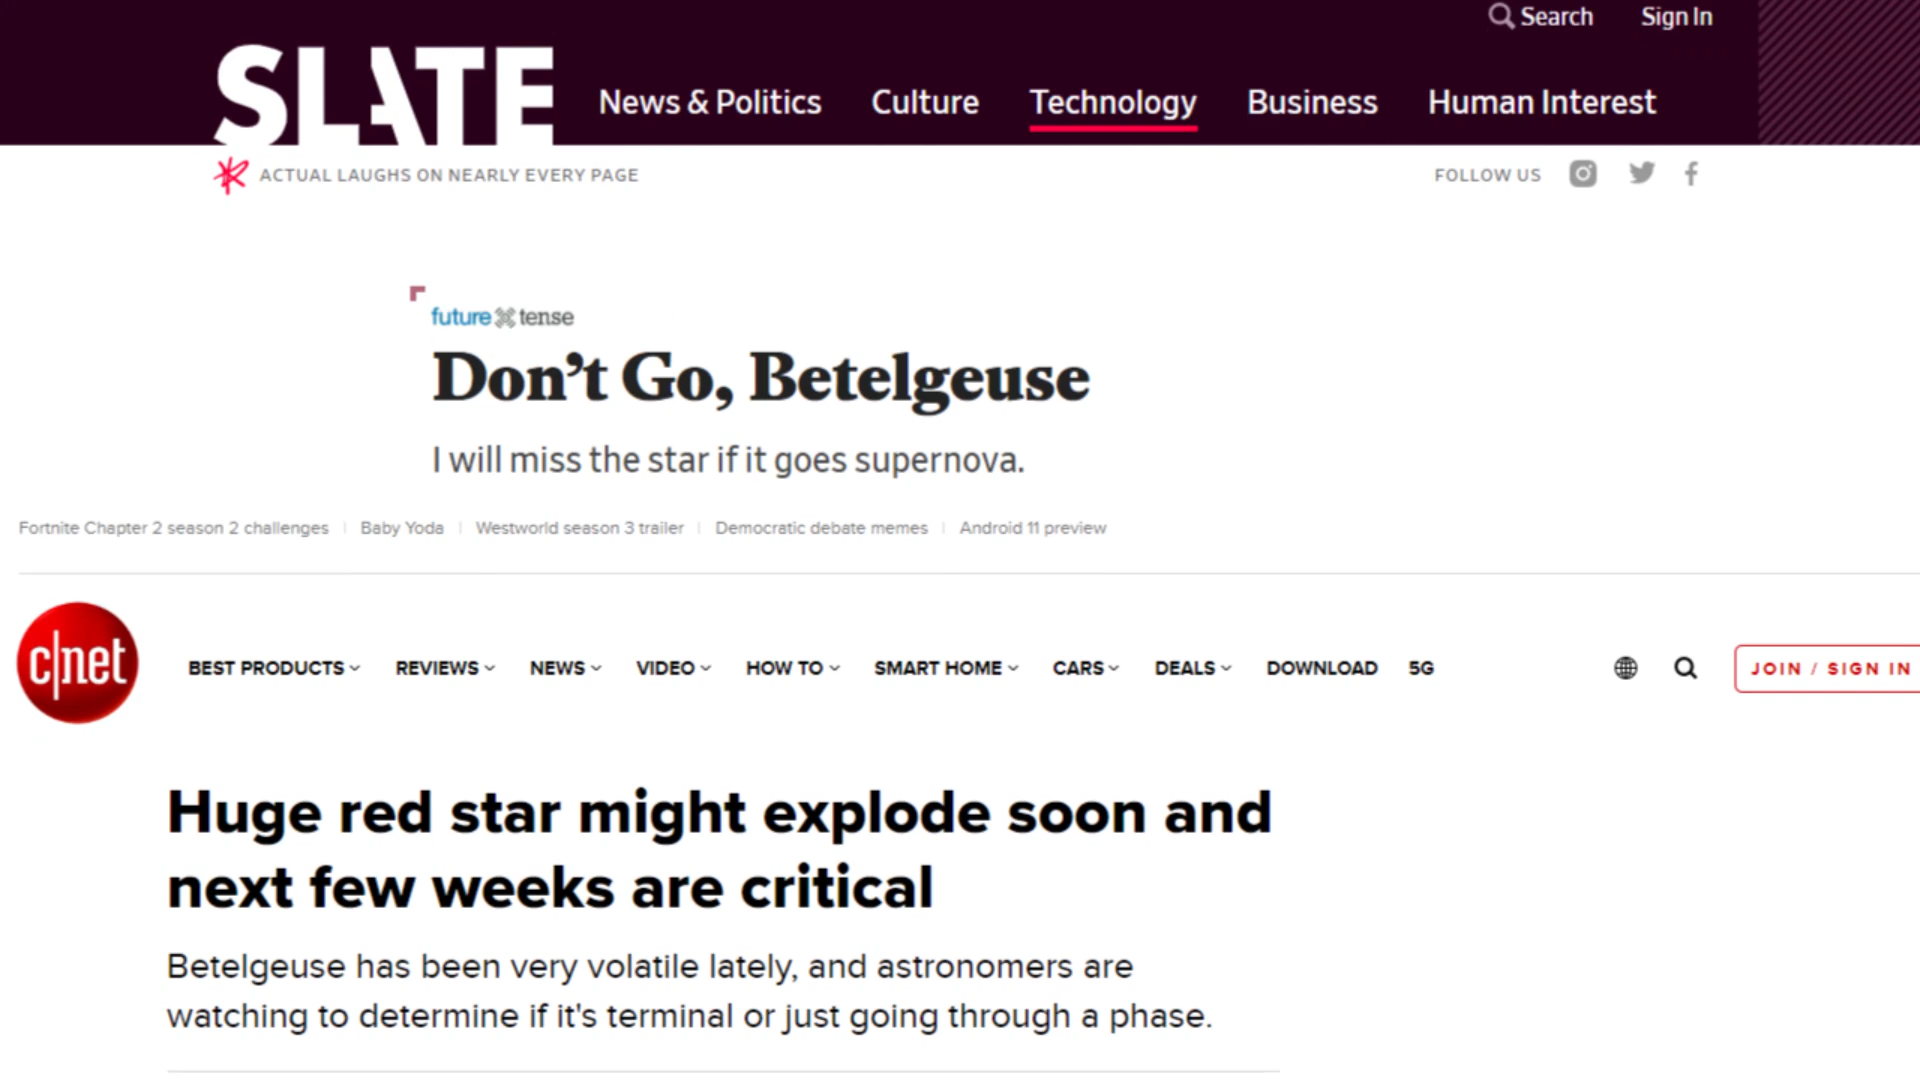 Search Sign In
SLATE News & Politics Culture Technology Business Human Interest
ACTUAL LAUGHS ON NEARLY EVERY PAGE FOLLOW US
future tense
Don't Go, Betelgeuse
I will miss the star if it goes supernova.
Fortnite Chapter 2 season 2 challenges Baby Yoda Westworld season 3 trailer Democratic debate memes Android 11 preview
c|net BEST PRODUCTS REVIEWS NEWS VIDEO HOW TO SMART HOME CARS DEALS DOWNLOAD 5G JOIN / SIGN IN
Huge red star might explode soon and
next few weeks are critical
Betelgeuse has been very volatile lately, and astronomers are
watching to determine if it's terminal or just going through a phase.